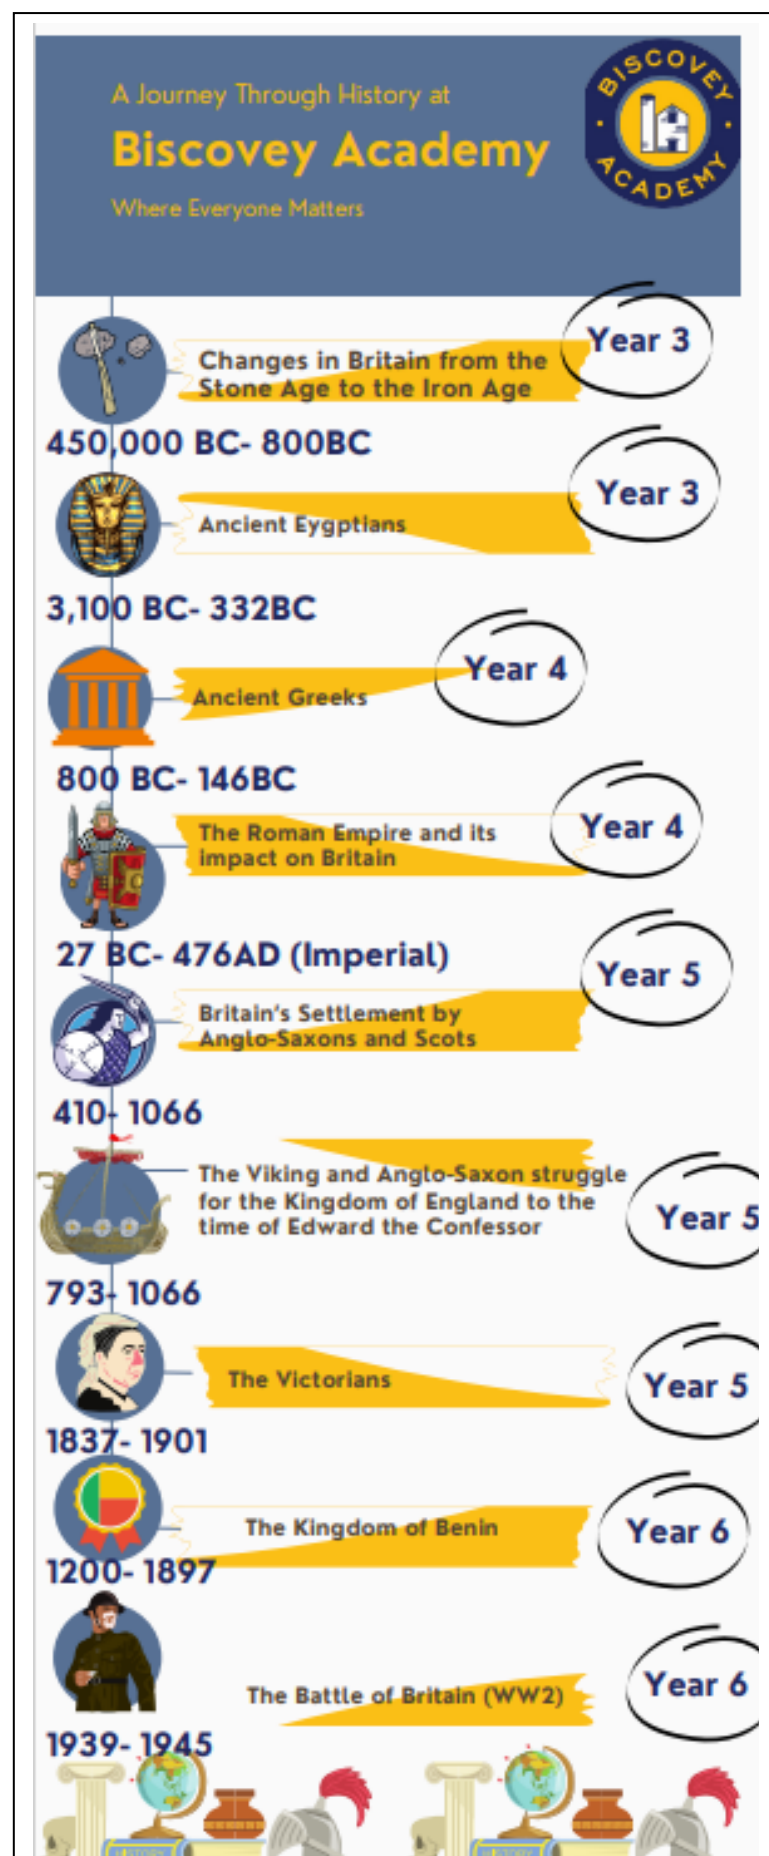 A Journey Through History at
Biscovey Academy
Where Everyone Matters
BISCOVEY
ACADEMY
Year 3
Changes in Britain from the
Stone Age to the Iron Age
450,000 BC- 800BC
Year 3
Ancient Eygptians
3,100 BC- 332BC
Year 4
Ancient Greeks
800 BC- 146BC
Year 4
The Roman Empire and its
impact on Britain
27 BC- 476AD (Imperial)
Year 5
Britain's Settlement by
Anglo-Saxons and Scots
410- 1066
The Viking and Anglo-Saxon struggle
for the Kingdom of England to the
time of Edward the Confessor
Year 5
793- 1066
The Victorians
Year 5
1837- 1901
The Kingdom of Benin
Year 6
1200- 1897
The Battle of Britain (WW2)
Year 6
1939- 1945
HISTORY
HISTORY